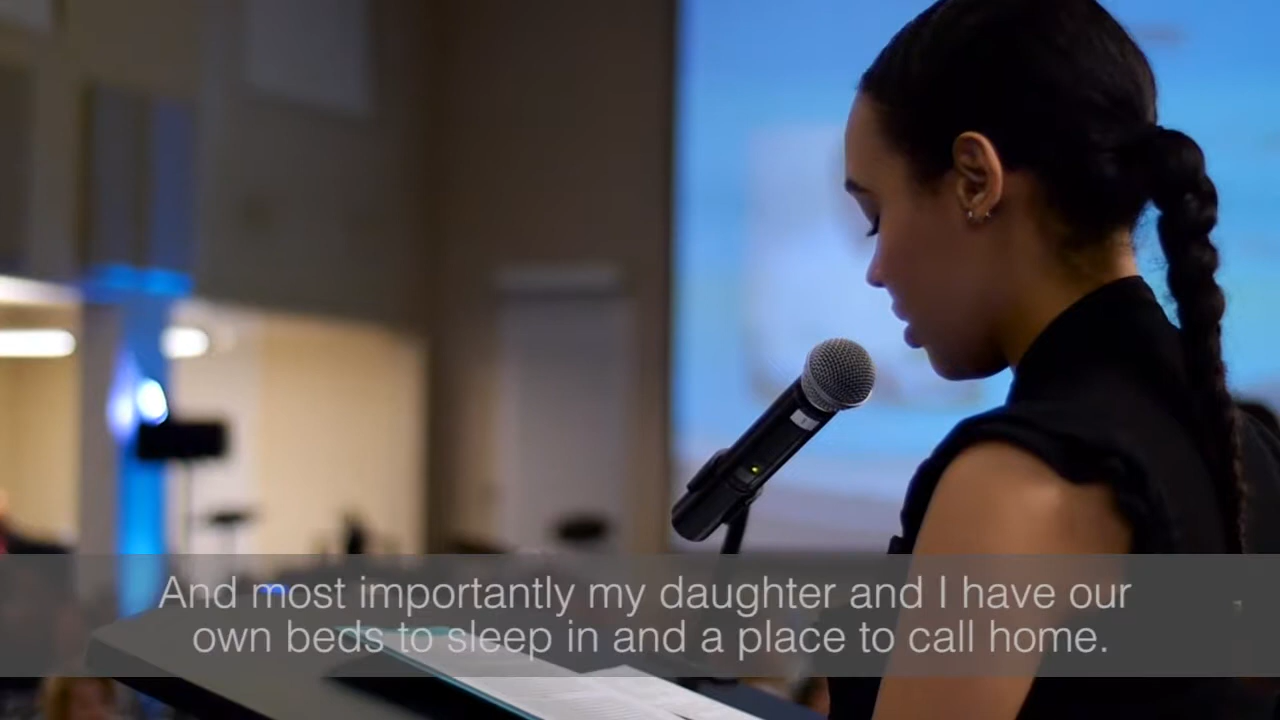 And most importantly my daughter and I have our
own beds to sleep in and a place to call home.